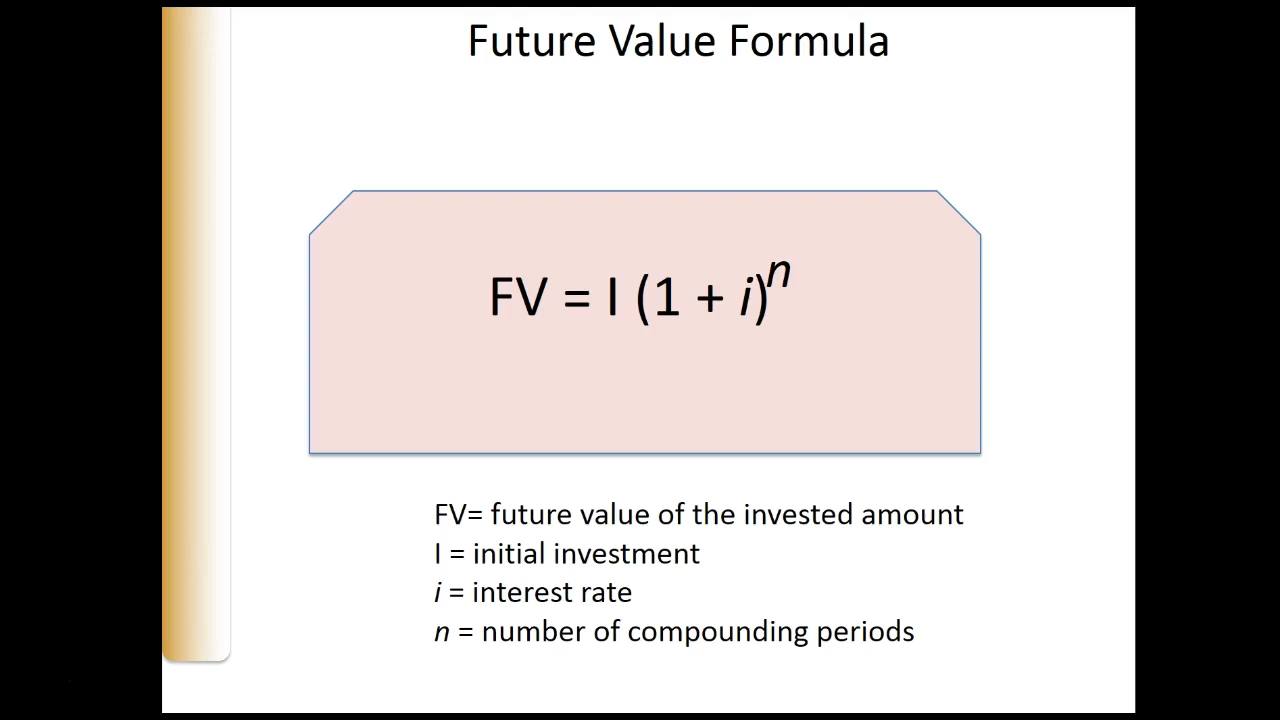 Future Value Formula
FV = I (1 + i)ⁿ
FV= future value of the invested amount
I = initial investment
i = interest rate
n = number of compounding periods